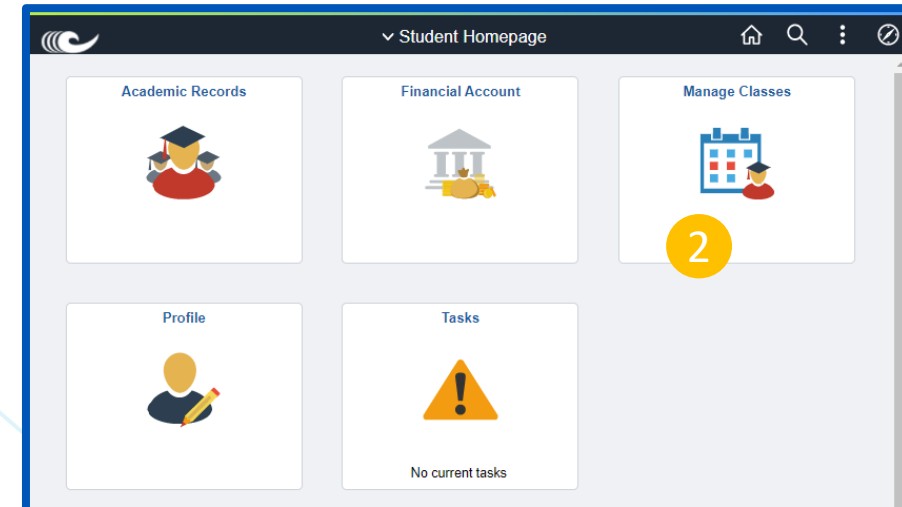 Student Homepage
Academic Records
Financial Account
Manage Classes
2
Profile
Tasks
No current tasks